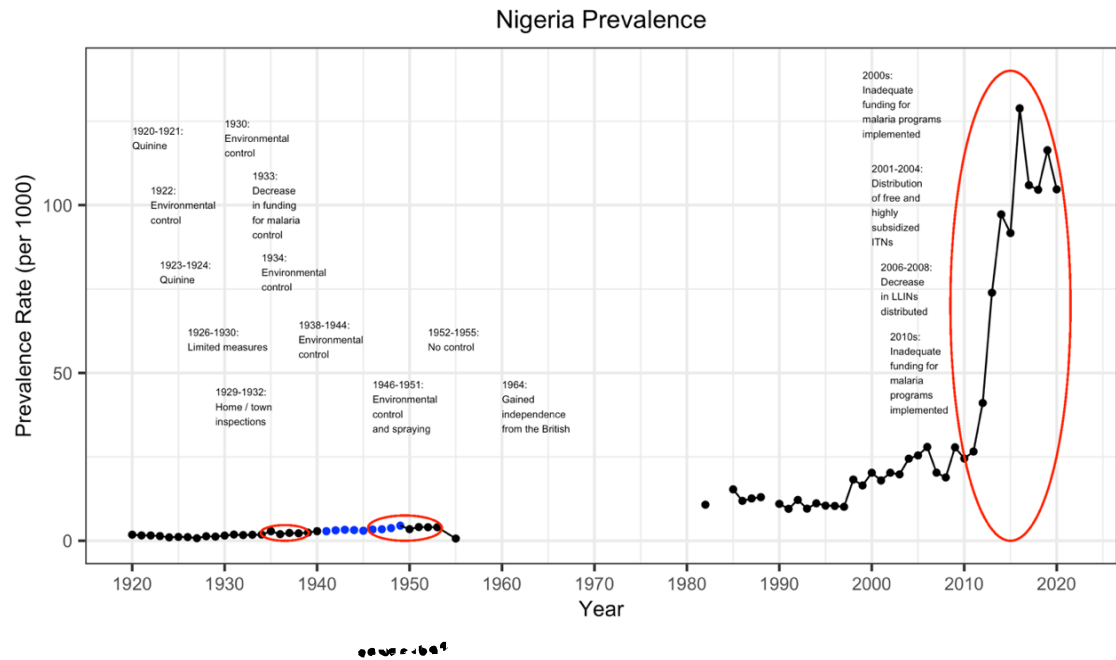 Nigeria Prevalence
2000s:
Inadequate
funding for
malaria programs
implemented
1920-1921:
Quinine
1930:
Environmental
control
1922:
Environmental
control
1933:
Decrease
in funding
for malaria
control
2001-2004:
Distribution
of free and
highly
subsidized
ITNs
1923-1924:
Quinine
1934:
Environmental
control
2006-2008:
Decrease
in LLINs
distributed
1926-1930:
Limited measures
1938-1944:
Environmental
control
1952-1955:
No control
2010s:
Inadequate
funding for
malaria
programs
implemented
1929-1932:
Home / town
inspections
1946-1951:
Environmental
control
and spraying
1964:
Gained
independence
from the British
Prevalence Rate (per 1000)
100
50
0
1920 1930 1940 1950 1960 1970 1980 1990 2000 2010 2020
Year